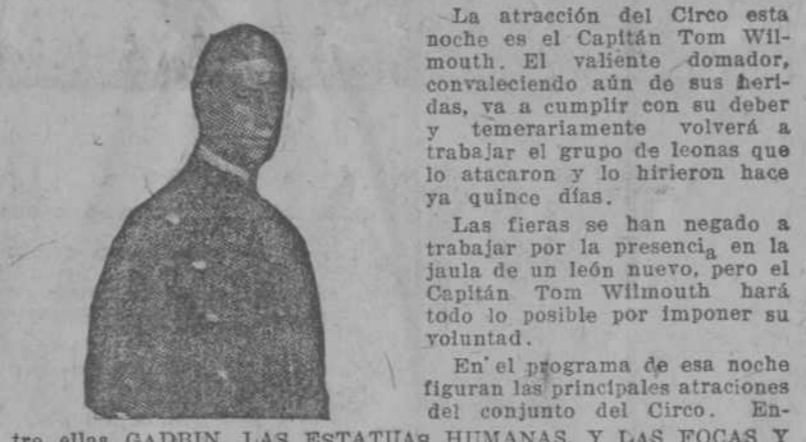 La atracción del Circo esta
noche es el Capitán Tom Wil-
mouth. El valiente domador,
convaleciendo aún de sus heri-
das, va a cumplir con su deber
y temerariamente volverá a
trabajar el grupo de leonas que
lo atacaron y lo hirieron hace
ya quince días.
Las fieras se han negado a
trabajar por la presencia en la
jaula de un león nuevo, pero el
Capitán Tom Wilmouth hará
todo lo posible por imponer su
voluntad.
En el programa de esa noche
figuran las principales atraciones
del conjunto del Circo. En-
tre ellas GADBIN, LAS ESTATUAS HUMANAS, Y LAS FOCAS Y